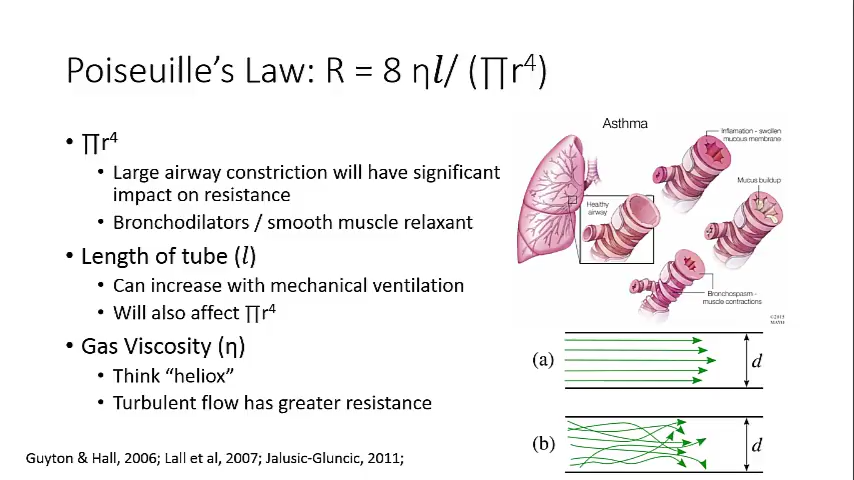 Poiseuille's Law: R = 8 η𝑙/ (∏r⁴)
• ∏r⁴
• Large airway constriction will have significant
impact on resistance
• Bronchodilators / smooth muscle relaxant
• Length of tube (𝑙)
• Can increase with mechanical ventilation
• Will also affect ∏r⁴
• Gas Viscosity (η)
• Think “heliox”
• Turbulent flow has greater resistance
Guyton & Hall, 2006; Lall et al, 2007; Jalusic-Gluncic, 2011;
Asthma
Inflamation - swollen
mucous membrane
Mucus buildup
Healthy
airway
Bronchospasm -
muscle contractions
(a)
d
(b)
d